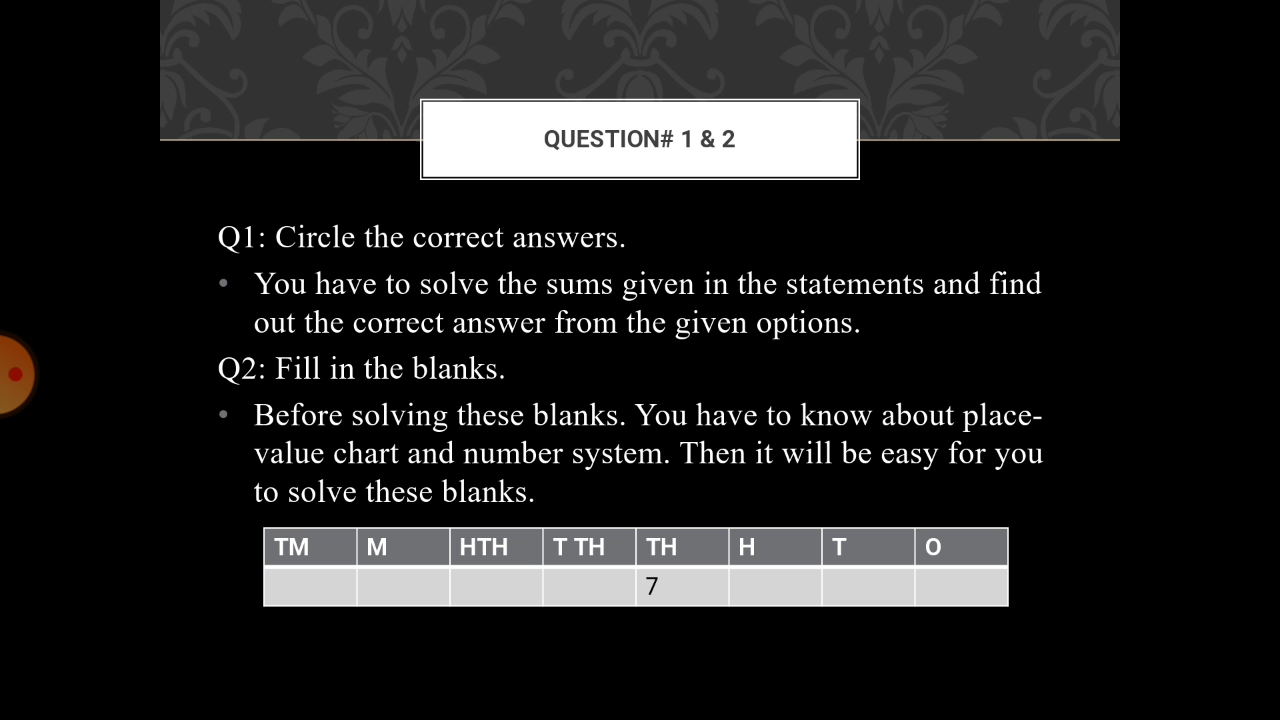 QUESTION# 1 & 2
Q1: Circle the correct answers.
• You have to solve the sums given in the statements and find
out the correct answer from the given options.
Q2: Fill in the blanks.
• Before solving these blanks. You have to know about place-
value chart and number system. Then it will be easy for you
to solve these blanks.
TM M HTH T TH TH H T O
7